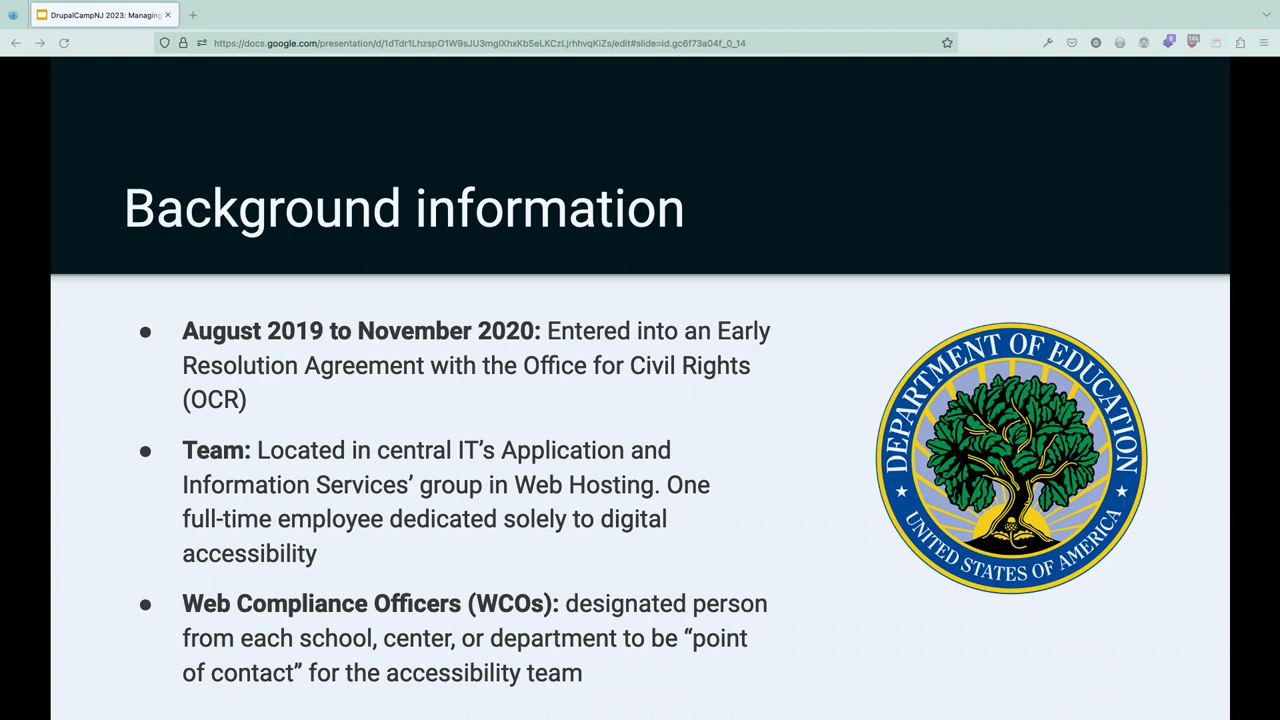 DrupalCampNJ 2023: Managing
https://docs.google.com/presentation/d/1dTdr1LhzspO1W9sJU3mglXhxKb5eLKCzLjrhhvqKiZs/edit#slide=id.gc6f73a04f_0_14
Background information
● August 2019 to November 2020: Entered into an Early
Resolution Agreement with the Office for Civil Rights
(OCR)
● Team: Located in central IT’s Application and
Information Services’ group in Web Hosting. One
full-time employee dedicated solely to digital
accessibility
● Web Compliance Officers (WCOs): designated person
from each school, center, or department to be “point
of contact” for the accessibility team
DEPARTMENT OF EDUCATION
UNITED STATES OF AMERICA